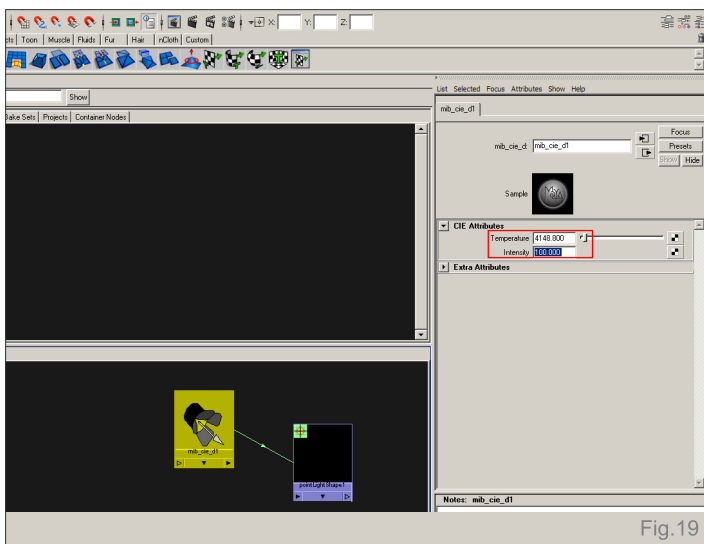 X:
Y:
Z:
cts Toon Muscle Fluids Fur Hair nCloth Custom
Show
Bake Sets Projects Container Nodes
List Selected Focus Attributes Show Help
mib_cie_d1
mib_cie_d: mib_cie_d1
Focus
Presets
Show Hide
Sample
CIE Attributes
Temperature 4148.800
Intensity 100.000
Extra Attributes
mib_cie_d1
pointLightShape1
Notes: mib_cie_d1
Fig.19